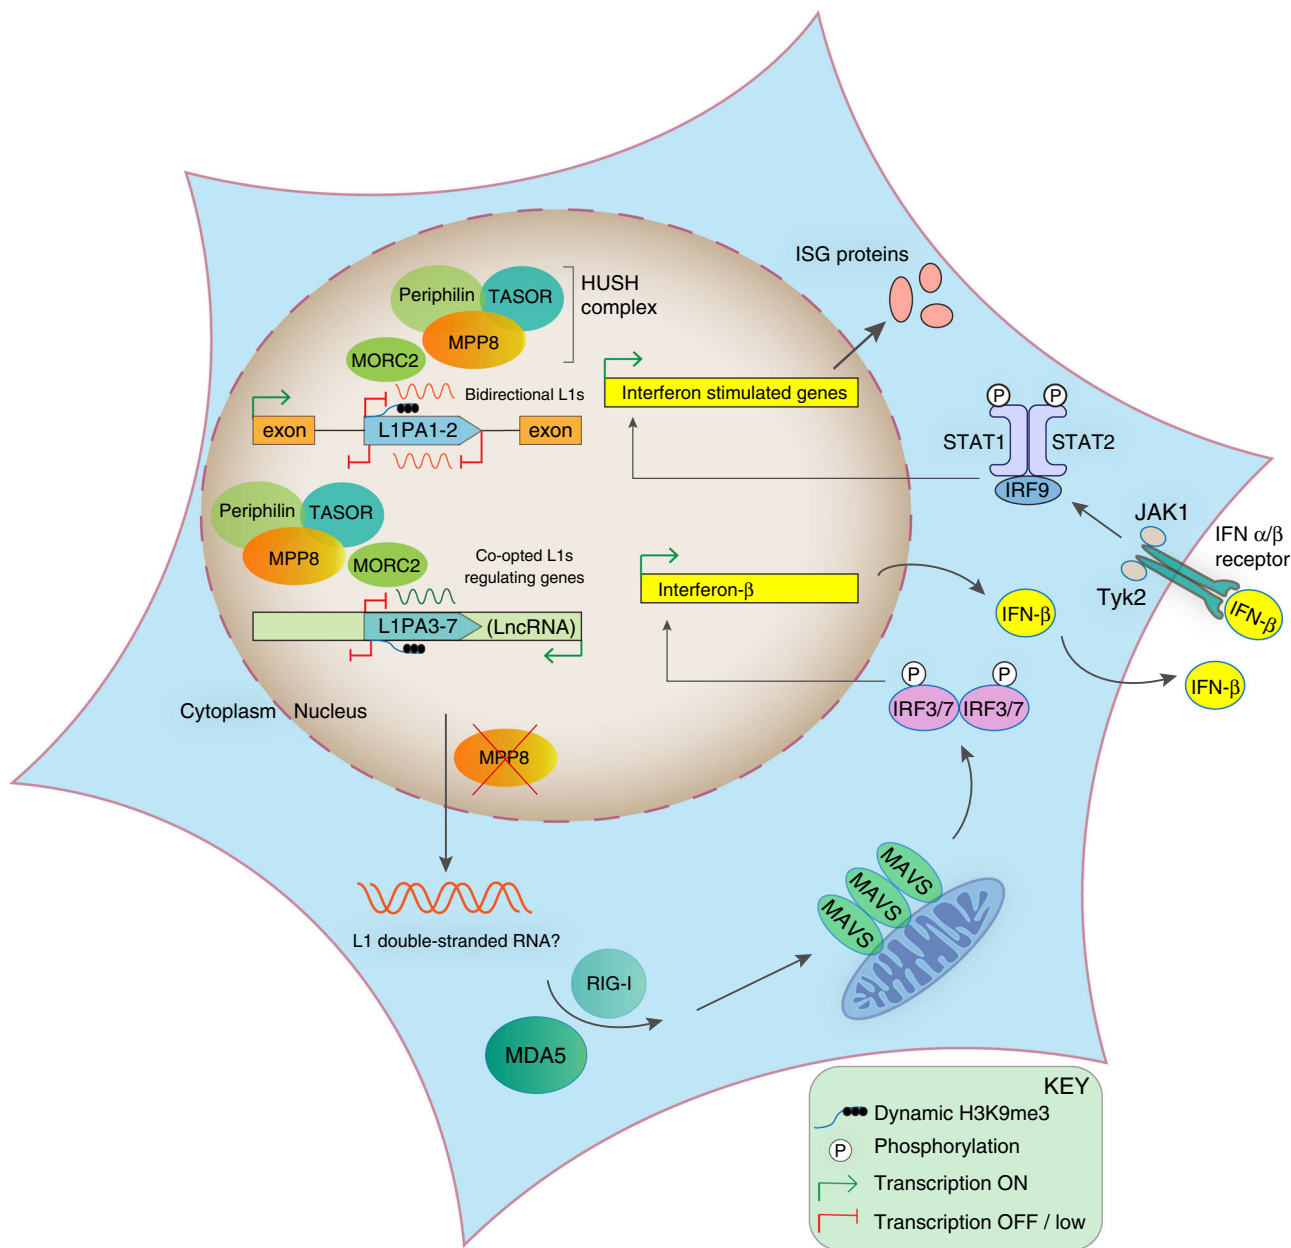 ISG proteins
Periphilin
TASOR
MPP8
HUSH
complex
MORC2
Bidirectional L1s
exon
L1PA1-2
exon
Interferon stimulated genes
P
P
STAT1
STAT2
IRF9
Periphilin
TASOR
MPP8
MORC2
Co-opted L1s
regulating genes
L1PA3-7
(LncRNA)
Interferon-β
JAK1
Tyk2
IFN α/β
receptor
IFN-β
IFN-β
IFN-β
P
P
IRF3/7
IRF3/7
Cytoplasm
Nucleus
MPP8
L1 double-stranded RNA?
RIG-I
MDA5
MAVS
MAVS
MAVS
KEY
Dynamic H3K9me3
P
Phosphorylation
Transcription ON
Transcription OFF / low